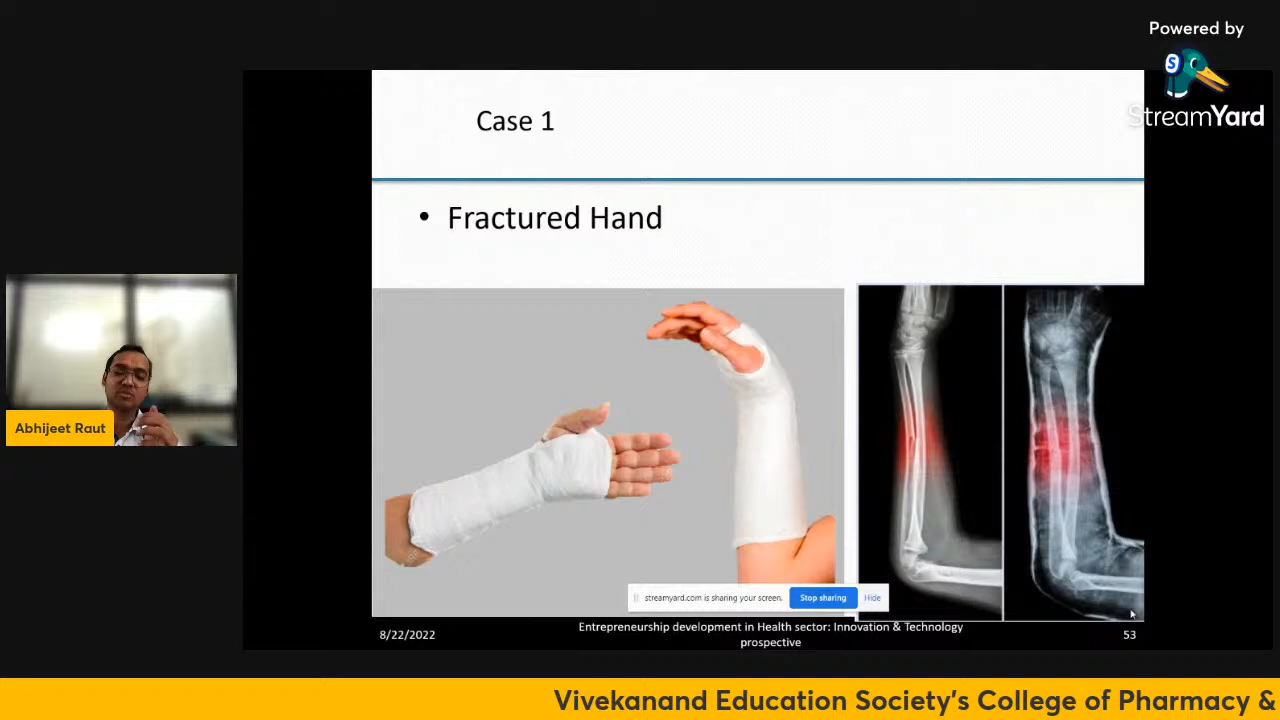 Powered by
StreamYard
Case 1
• Fractured Hand
Abhijeet Raut
streamyard.com is sharing your screen.
Stop sharing
Hide
8/22/2022
Entrepreneurship development in Health sector: Innovation & Technology
prospective
53
Vivekanand Education Society's College of Pharmacy &